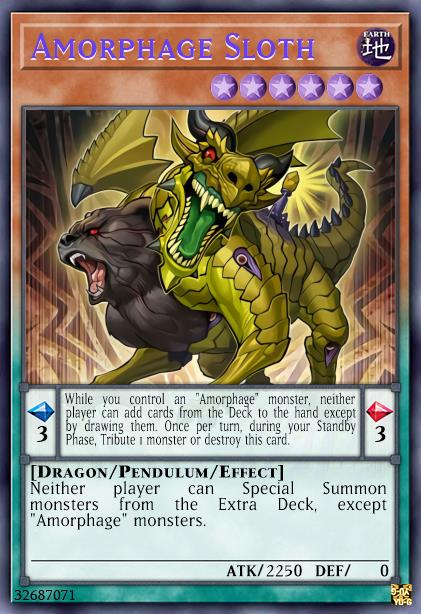 AMORPHAGE SLOTH
EARTH
地
While you control an "Amorphage" monster, neither
player can add cards from the Deck to the hand except
by drawing them. Once per turn, during your Standby
Phase, Tribute 1 monster or destroy this card.
3
3
[DRAGON/PENDULUM/EFFECT]
Neither player can Special Summon
monsters from the Extra Deck, except
"Amorphage" monsters.
ATK/2250 DEF/ 0
32687071